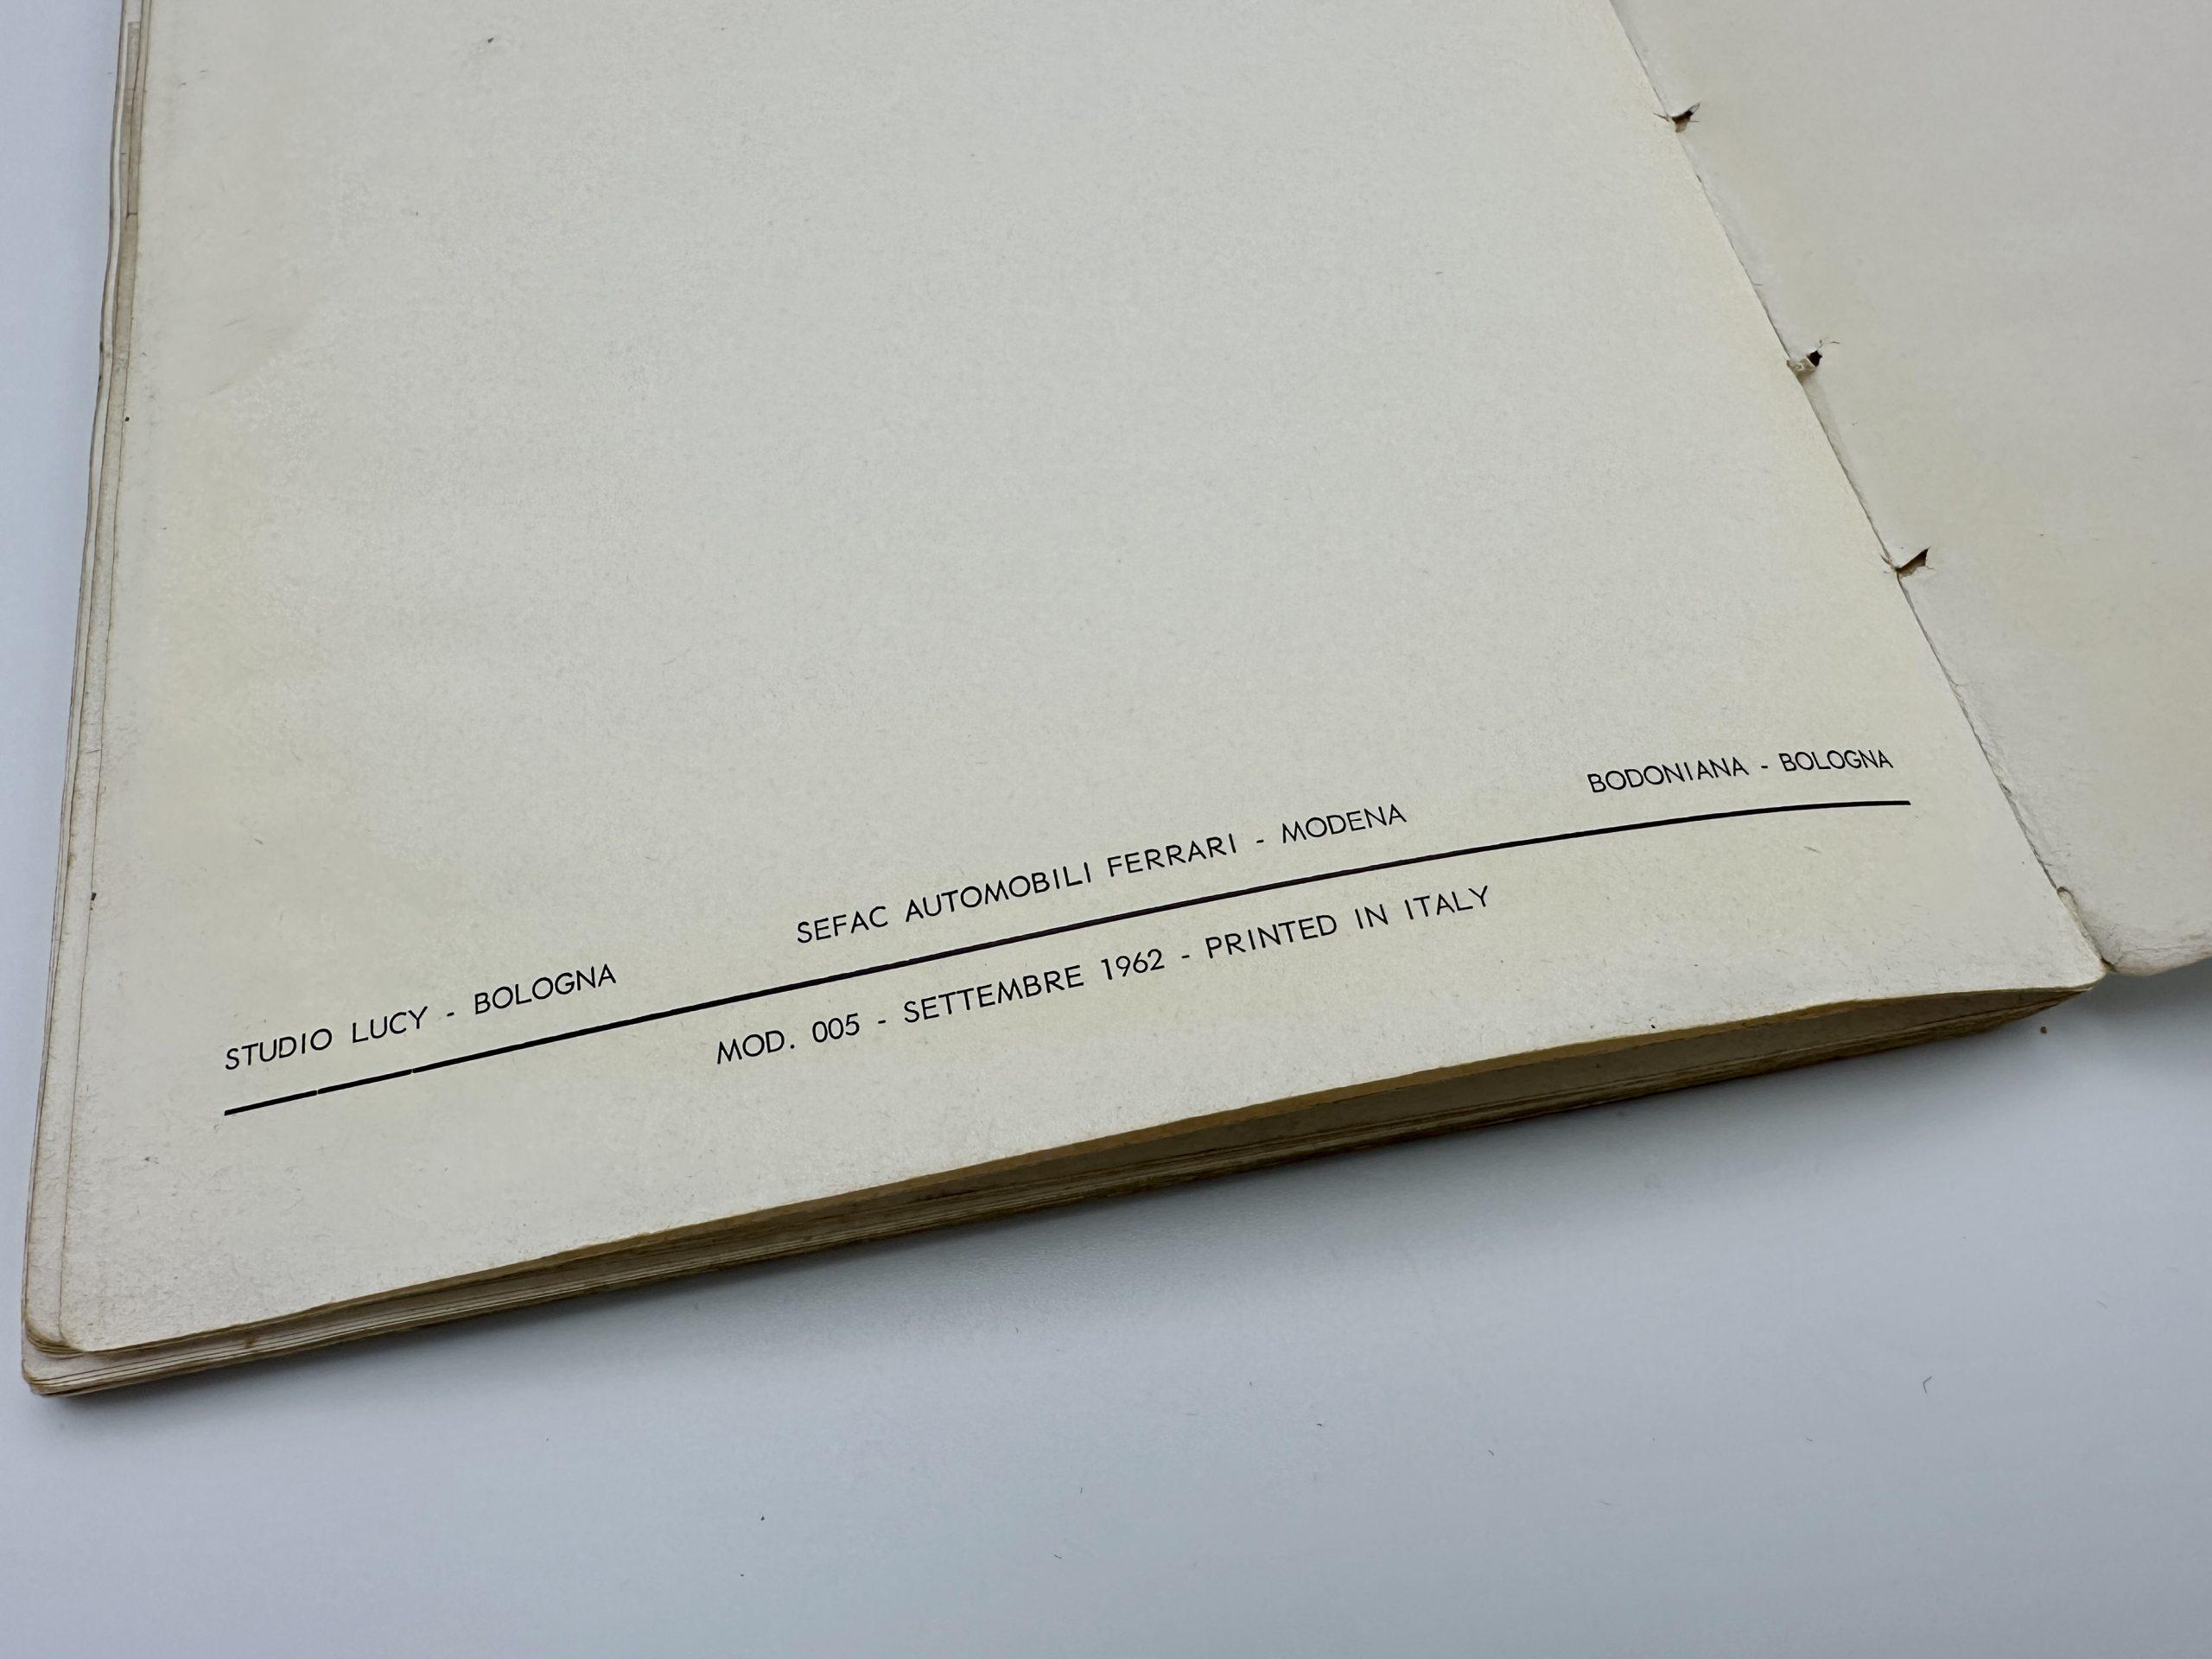 STUDIO LUCY - BOLOGNA
SEFAC AUTOMOBILI FERRARI - MODENA
BODONIANA - BOLOGNA
MOD. 005 - SETTEMBRE 1962 - PRINTED IN ITALY